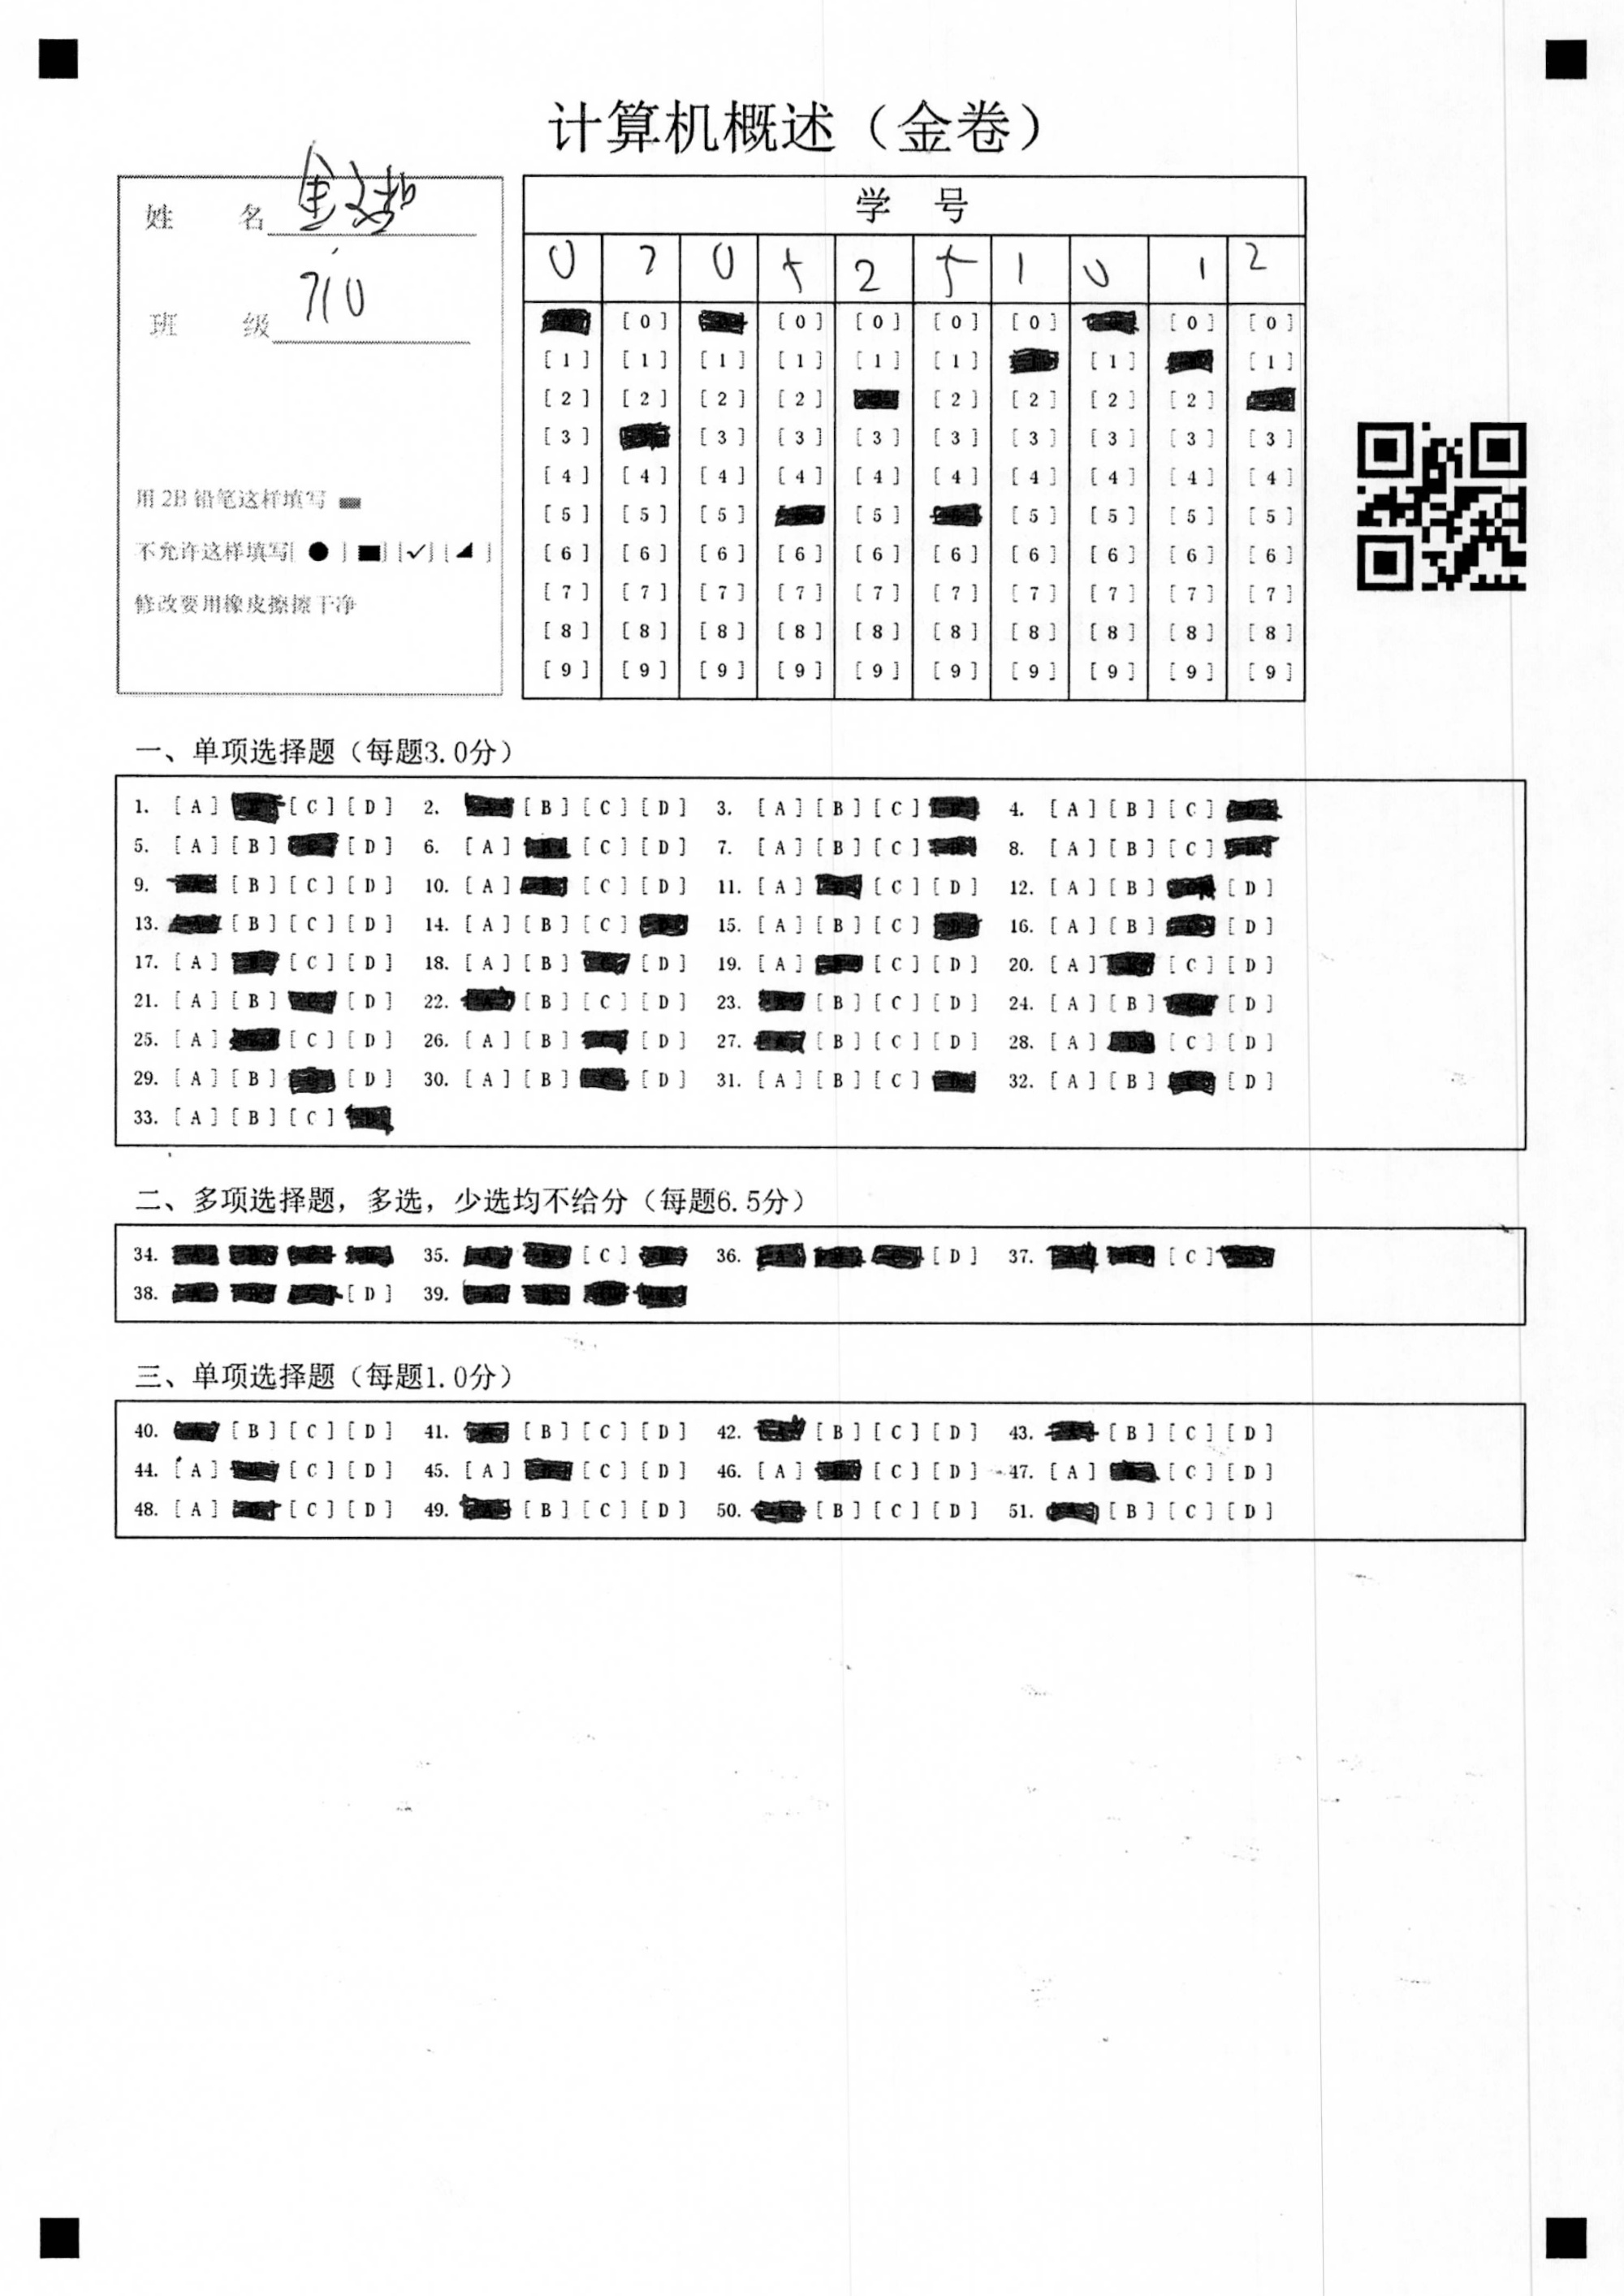 计算机概述（金卷）
姓 名
班 级 710
用 2B 铅笔这样填写
不允许这样填写[ ● ] ■] [✓] [◢ ]
修改要用橡皮擦擦干净
学 号
0 3 0 5 2 5 1 0 1 2
[0] [0] [0] [0] [0] [0] [0]
[1] [1] [1] [1] [1] [1] [1] [1]
[2] [2] [2] [2] [2] [2] [2] [2]
[3] [3] [3] [3] [3] [3] [3] [3] [3]
[4] [4] [4] [4] [4] [4] [4] [4] [4] [4]
[5] [5] [5] [5] [5] [5] [5] [5]
[6] [6] [6] [6] [6] [6] [6] [6] [6] [6]
[7] [7] [7] [7] [7] [7] [7] [7] [7] [7]
[8] [8] [8] [8] [8] [8] [8] [8] [8] [8]
[9] [9] [9] [9] [9] [9] [9] [9] [9] [9]
一、单项选择题（每题3.0分）
1. [A] [C] [D] 2. [B] [C] [D] 3. [A] [B] [C] 4. [A] [B] [C]
5. [A] [B] [D] 6. [A] [C] [D] 7. [A] [B] [C] 8. [A] [B] [C]
9. [B] [C] [D] 10. [A] [C] [D] 11. [A] [C] [D] 12. [A] [B] [D]
13. [B] [C] [D] 14. [A] [B] [C] 15. [A] [B] [C] 16. [A] [B] [D]
17. [A] [C] [D] 18. [A] [B] [D] 19. [A] [C] [D] 20. [A] [C] [D]
21. [A] [B] [D] 22. [B] [C] [D] 23. [B] [C] [D] 24. [A] [B] [D]
25. [A] [C] [D] 26. [A] [B] [D] 27. [B] [C] [D] 28. [A] [C] [D]
29. [A] [B] [D] 30. [A] [B] [D] 31. [A] [B] [C] 32. [A] [B] [D]
33. [A] [B] [C]
二、多项选择题，多选，少选均不给分（每题6.5分）
34. 35. [C] 36. [D] 37. [C]
38. [D] 39.
三、单项选择题（每题1.0分）
40. [B] [C] [D] 41. [B] [C] [D] 42. [B] [C] [D] 43. [B] [C] [D]
44. [A] [C] [D] 45. [A] [C] [D] 46. [A] [C] [D] 47. [A] [C] [D]
48. [A] [C] [D] 49. [B] [C] [D] 50. [B] [C] [D] 51. [B] [C] [D]